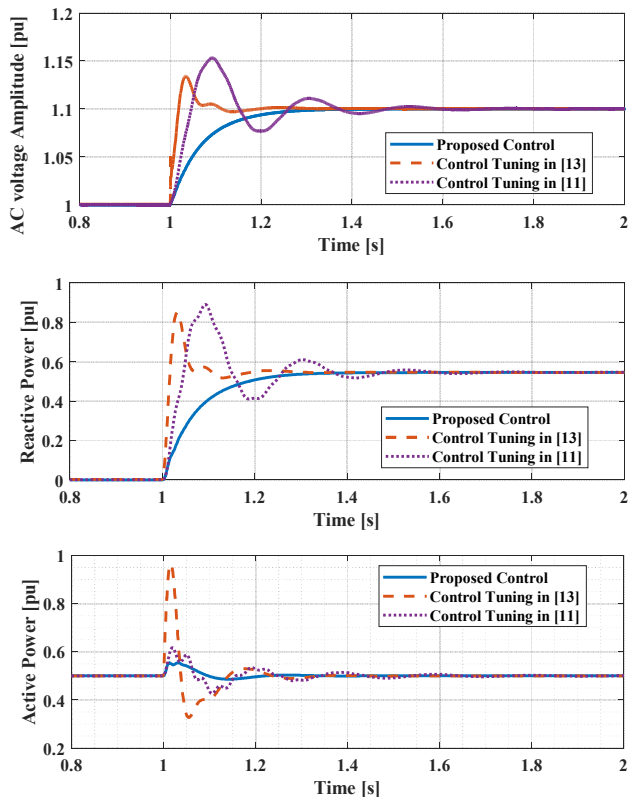 AC voltage Amplitude [pu]
1.2
1.15
1.10
1.05
1
0.8
1
1.2
1.4
1.6
1.8
2
Time [s]
Proposed Control
Control Tuning in [13]
Control Tuning in [11]
Reactive Power [pu]
1
0.8
0.6
0.4
0.2
0
0.8
1
1.2
1.4
1.6
1.8
2
Time [s]
Proposed Control
Control Tuning in [13]
Control Tuning in [11]
Active Power [pu]
1
0.8
0.6
0.4
0.2
0.8
1
1.2
1.4
1.6
1.8
2
Time [s]
Proposed Control
Control Tuning in [13]
Control Tuning in [11]